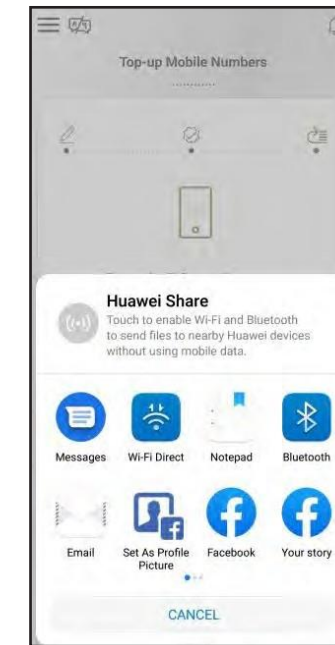 Top-up Mobile Numbers
Huawei Share
Touch to enable Wi-Fi and Bluetooth
to send files to nearby Huawei devices
without using mobile data.
Messages
Wi-Fi Direct
Notepad
Bluetooth
Email
Set As Profile
Picture
Facebook
Your story
CANCEL